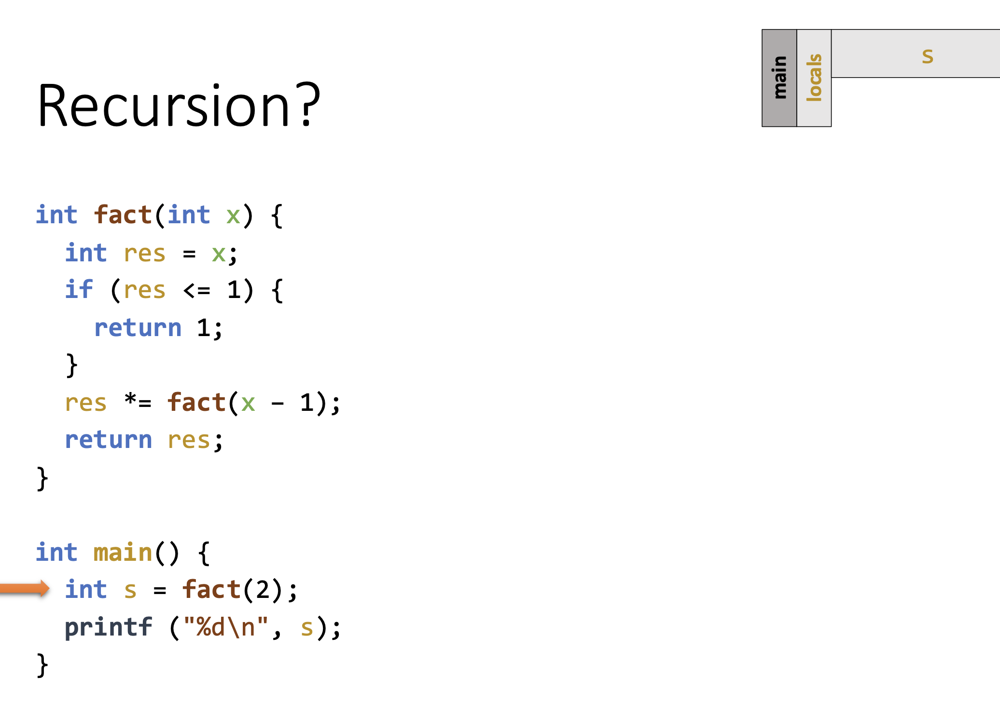 Recursion?
main
locals
s
int fact(int x) {
  int res = x;
  if (res <= 1) {
    return 1;
  }
  res *= fact(x – 1);
  return res;
}
int main() {
  int s = fact(2);
  printf ("%d\n", s);
}